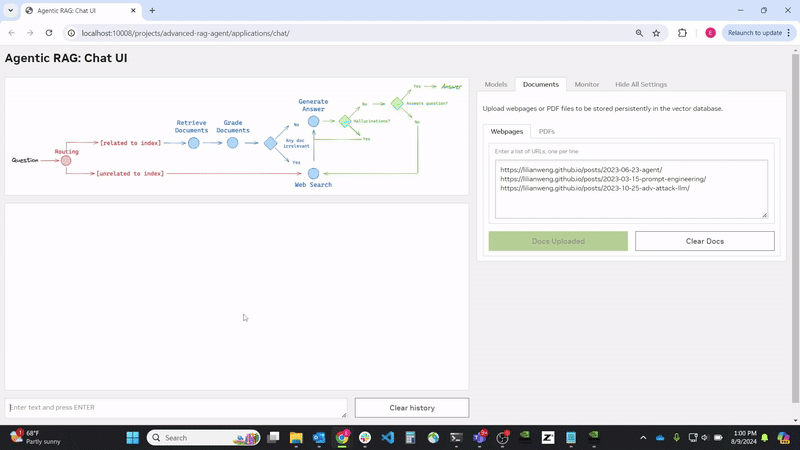 Agentic RAG: Chat UI
localhost:10008/projects/advanced-rag-agent/applications/chat/
E
Relaunch to update
Agentic RAG: Chat UI
Question
Routing
[related to index]
[unrelated to index]
Retrieve
Documents
Grade
Documents
Any doc
irrelevant
No
Yes
Generate
Answer
Web Search
Hallucinations?
No
Yes
Answers question?
Yes
Answer
No
Enter text and press ENTER
Clear history
Models
Documents
Monitor
Hide All Settings
Upload webpages or PDF files to be stored persistently in the vector database.
Webpages
PDFs
Enter a list of URLs, one per line
https://lilianweng.github.io/posts/2023-06-23-agent/
https://lilianweng.github.io/posts/2023-03-15-prompt-engineering/
https://lilianweng.github.io/posts/2023-10-25-adv-attack-llm/
Docs Uploaded
Clear Docs
68°F
Partly sunny
Search
1:00 PM
8/9/2024